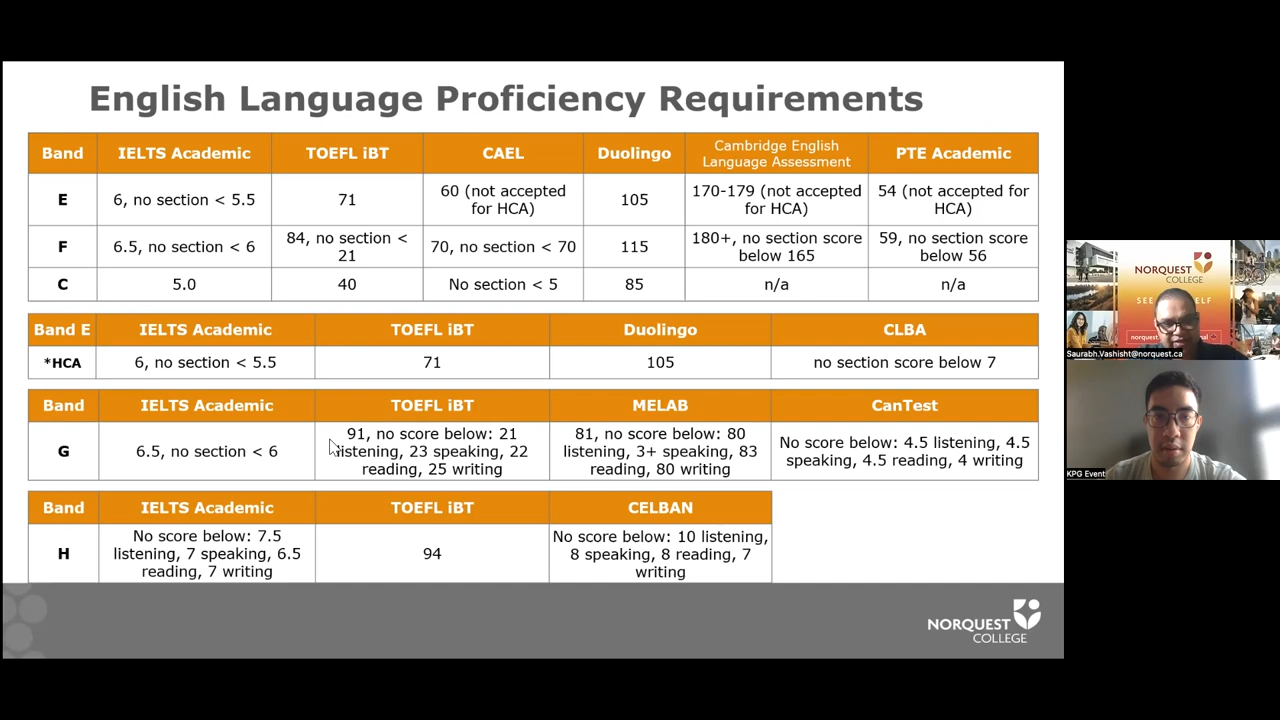 English Language Proficiency Requirements
Band IELTS Academic TOEFL iBT CAEL Duolingo Cambridge English Language Assessment PTE Academic
E 6, no section < 5.5 71 60 (not accepted for HCA) 105 170-179 (not accepted for HCA) 54 (not accepted for HCA)
F 6.5, no section < 6 84, no section < 21 70, no section < 70 115 180+, no section score below 165 59, no section score below 56
C 5.0 40 No section < 5 85 n/a n/a
Band E IELTS Academic TOEFL iBT Duolingo CLBA
*HCA 6, no section < 5.5 71 105 no section score below 7
Band IELTS Academic TOEFL iBT MELAB CanTest
G 6.5, no section < 6 91, no score below: 21 listening, 23 speaking, 22 reading, 25 writing 81, no score below: 80 listening, 3+ speaking, 83 reading, 80 writing No score below: 4.5 listening, 4.5 speaking, 4.5 reading, 4 writing
Band IELTS Academic TOEFL iBT CELBAN
H No score below: 7.5 listening, 7 speaking, 6.5 reading, 7 writing 94 No score below: 10 listening, 8 speaking, 8 reading, 7 writing
NORQUEST
COLLEGE
NORQUEST
COLLEGE
Saurabh.Vashisht@norquest.ca
KPG Event